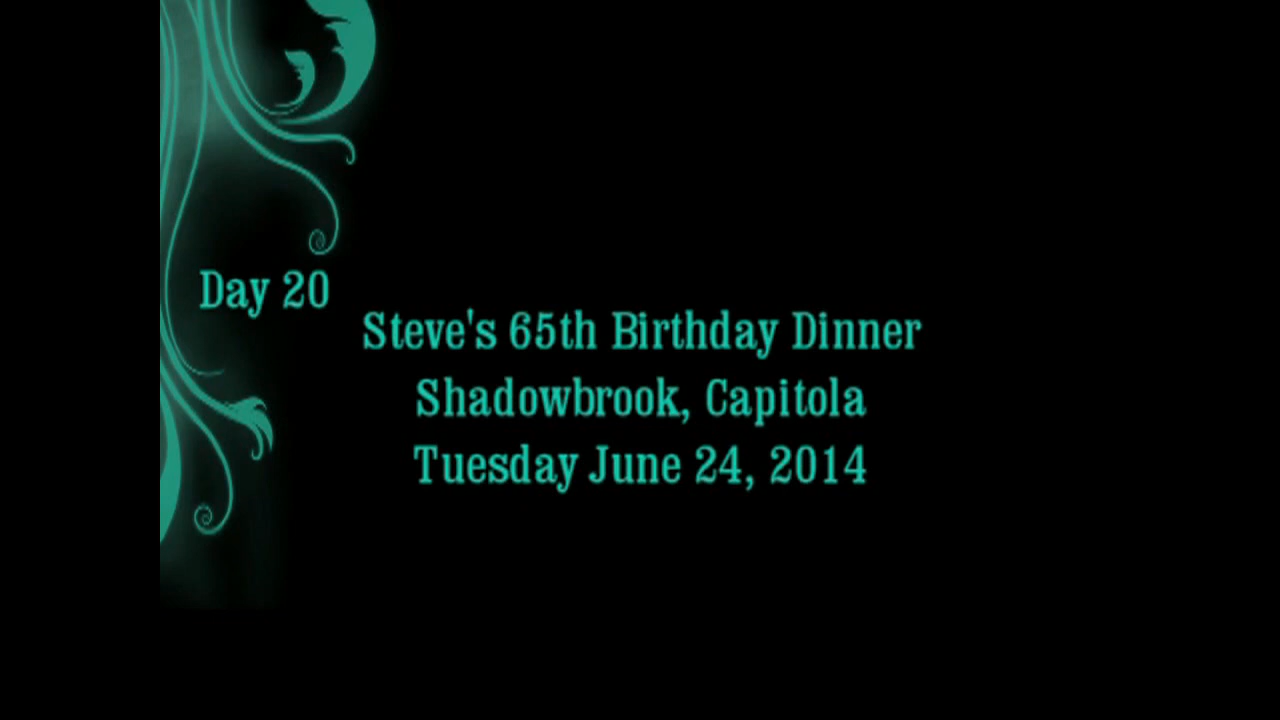 Day 20
Steve's 65th Birthday Dinner
Shadowbrook, Capitola
Tuesday June 24, 2014